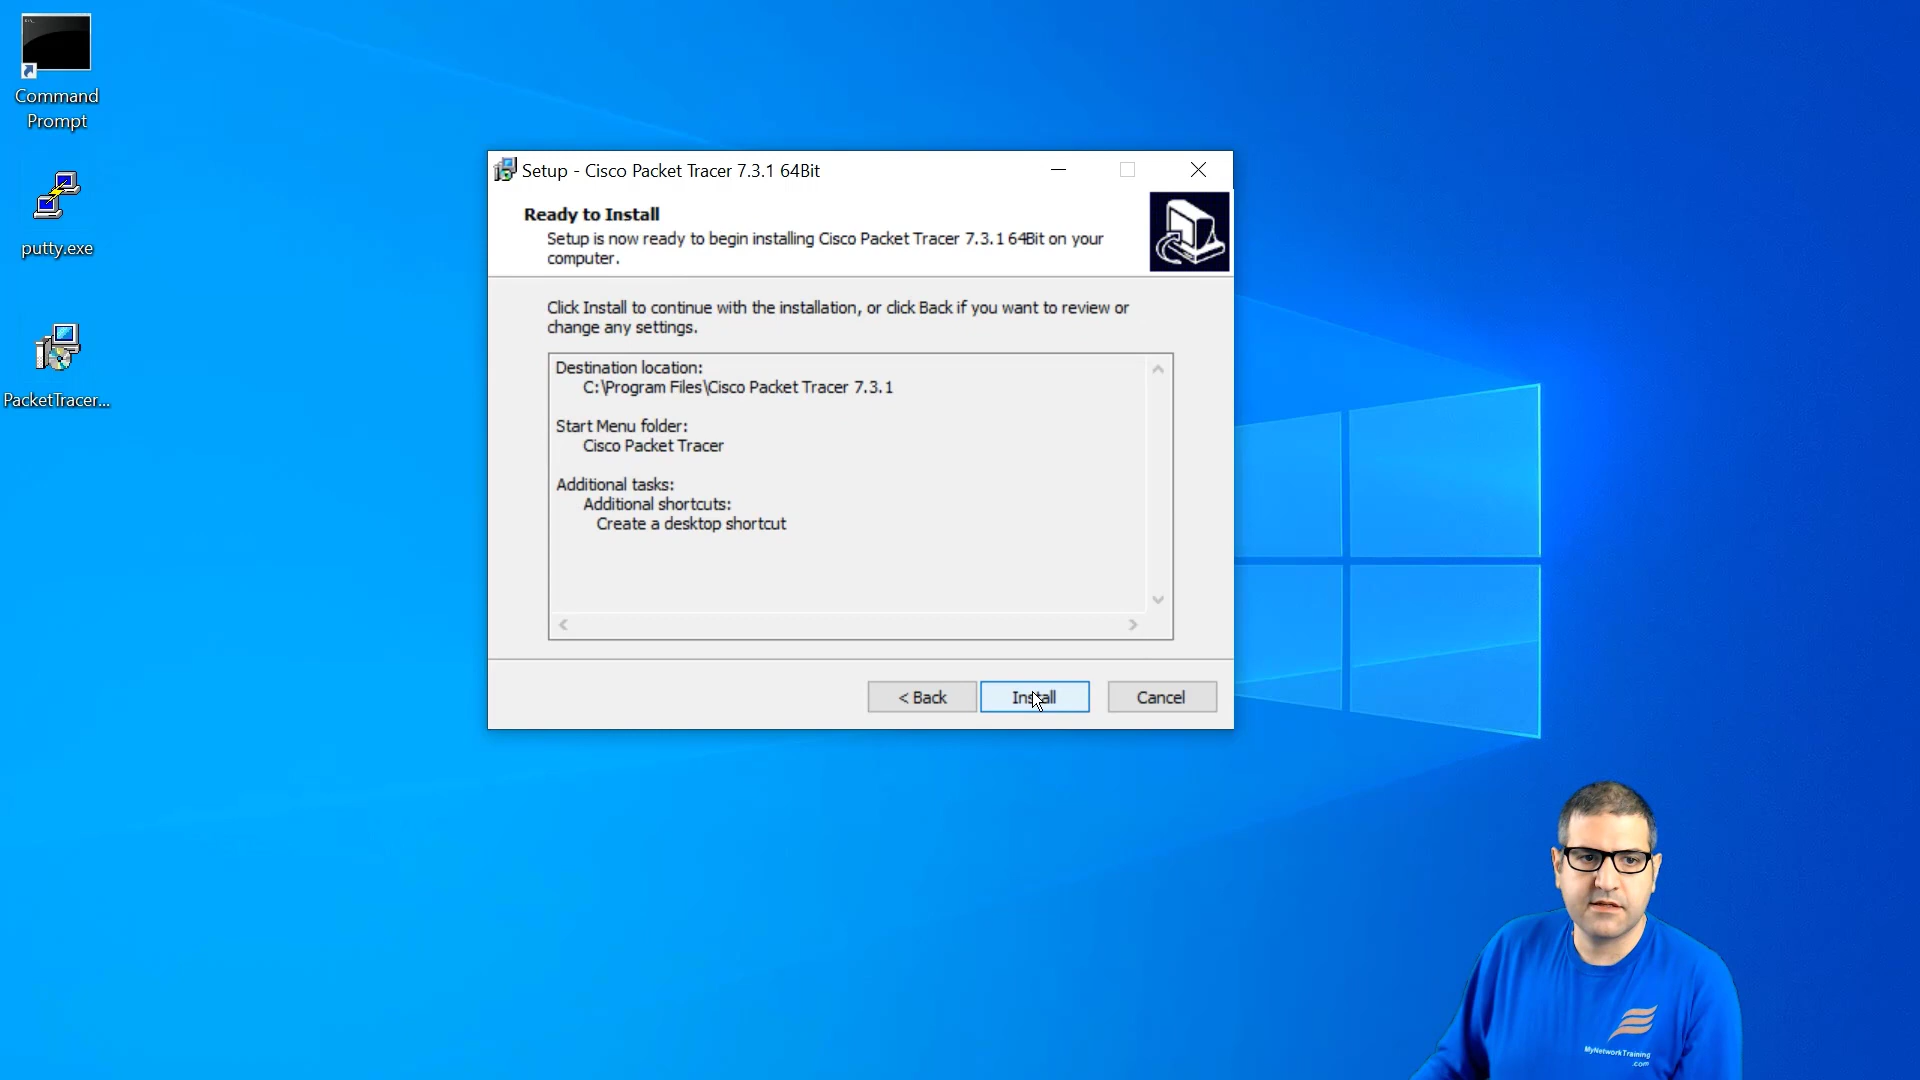 Command
Prompt
putty.exe
PacketTracer...
Setup - Cisco Packet Tracer 7.3.1 64Bit
Ready to Install
Setup is now ready to begin installing Cisco Packet Tracer 7.3.1 64Bit on your
computer.
Click Install to continue with the installation, or click Back if you want to review or
change any settings.
Destination location:
C:\Program Files\Cisco Packet Tracer 7.3.1
Start Menu folder:
Cisco Packet Tracer
Additional tasks:
Additional shortcuts:
Create a desktop shortcut
< Back
Install
Cancel
MyNetworkTraining
.com